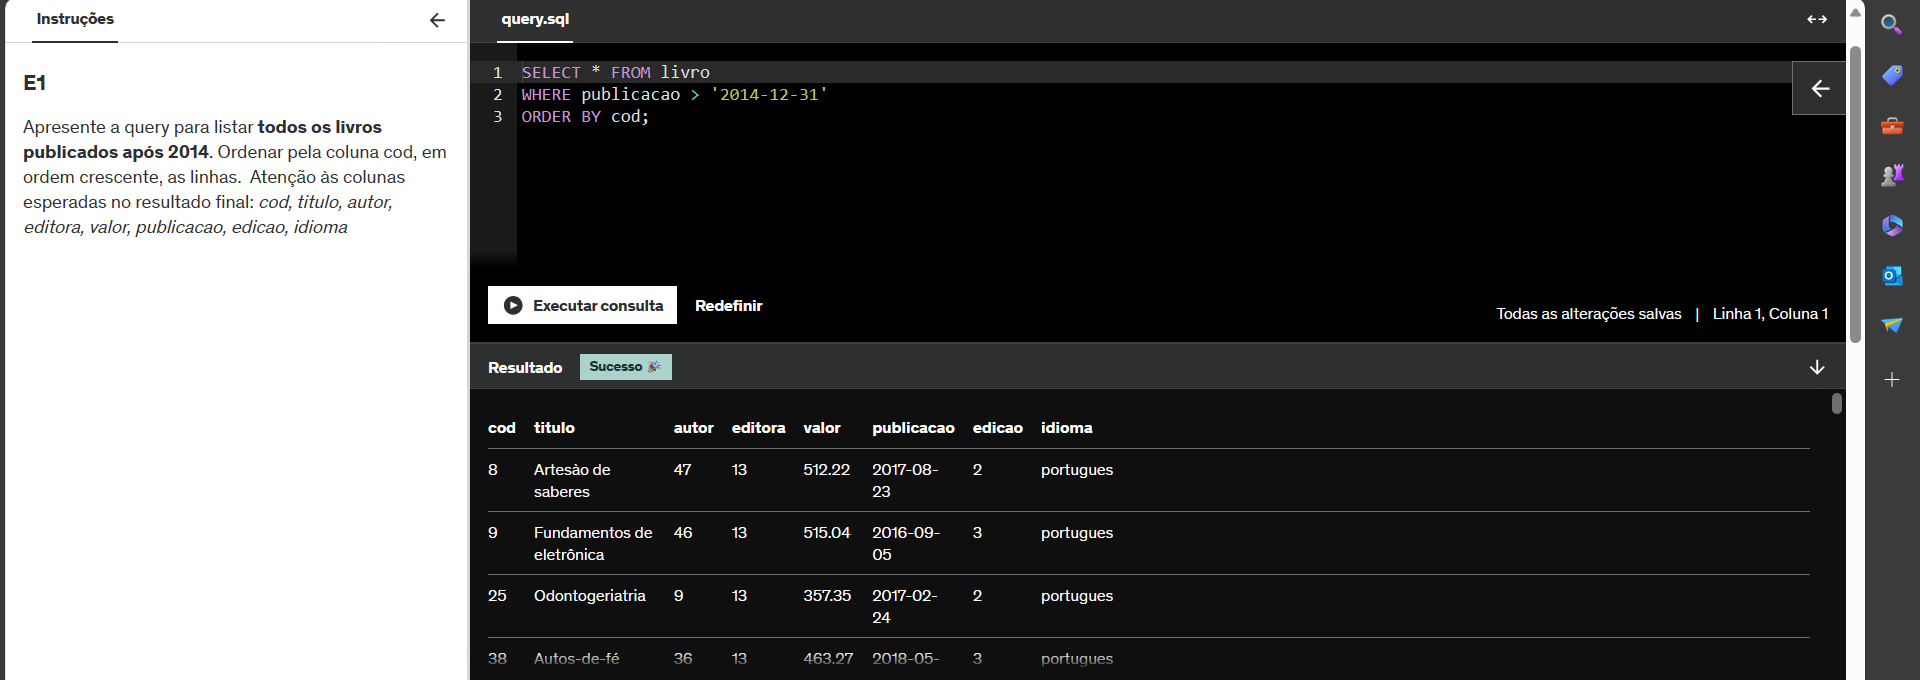 Instruções
E1
Apresente a query para listar todos os livros
publicados após 2014. Ordenar pela coluna cod, em
ordem crescente, as linhas.  Atenção às colunas
esperadas no resultado final: cod, titulo, autor,
editora, valor, publicacao, edicao, idioma
query.sql
1 SELECT * FROM livro
2 WHERE publicacao > '2014-12-31'
3 ORDER BY cod;
Executar consulta Redefinir
Todas as alterações salvas | Linha 1, Coluna 1
Resultado Sucesso
cod titulo autor editora valor publicacao edicao idioma
8 Artesào de 47 13 512.22 2017-08- 2 portugues
saberes 23
9 Fundamentos de 46 13 515.04 2016-09- 3 portugues
eletrônica 05
25 Odontogeriatria 9 13 357.35 2017-02- 2 portugues
24
38 Autos-de-fé 36 13 463.27 2018-05- 3 portugues